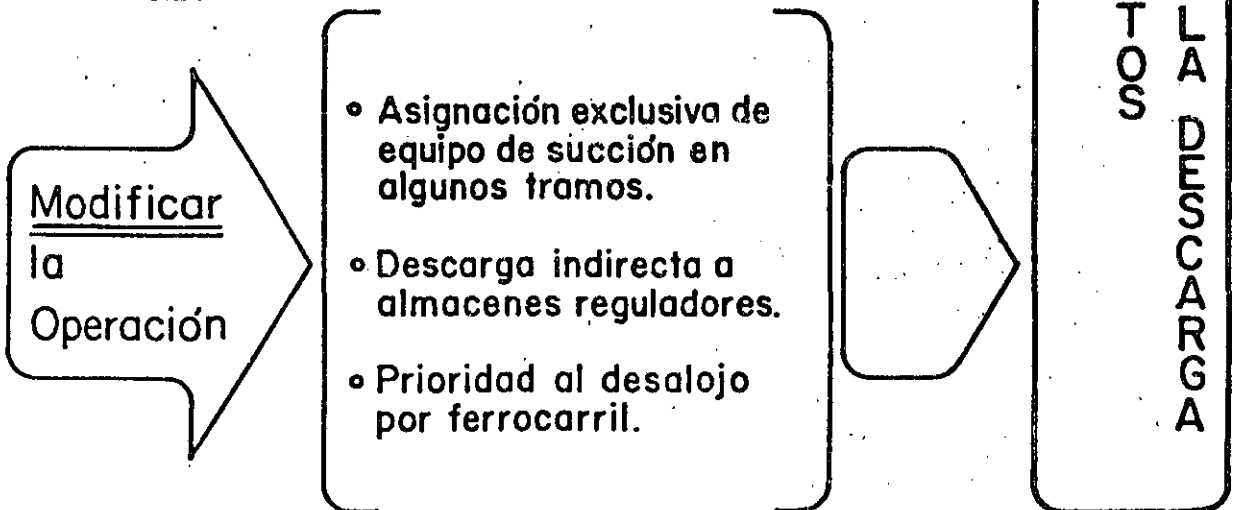 Modificar
la
Operación
• Asignación exclusiva de
equipo de succión en
algunos tramos.
• Descarga indirecta a
almacenes reguladores.
• Prioridad al desalojo
por ferrocarril.
TOS
LA DESCARGA